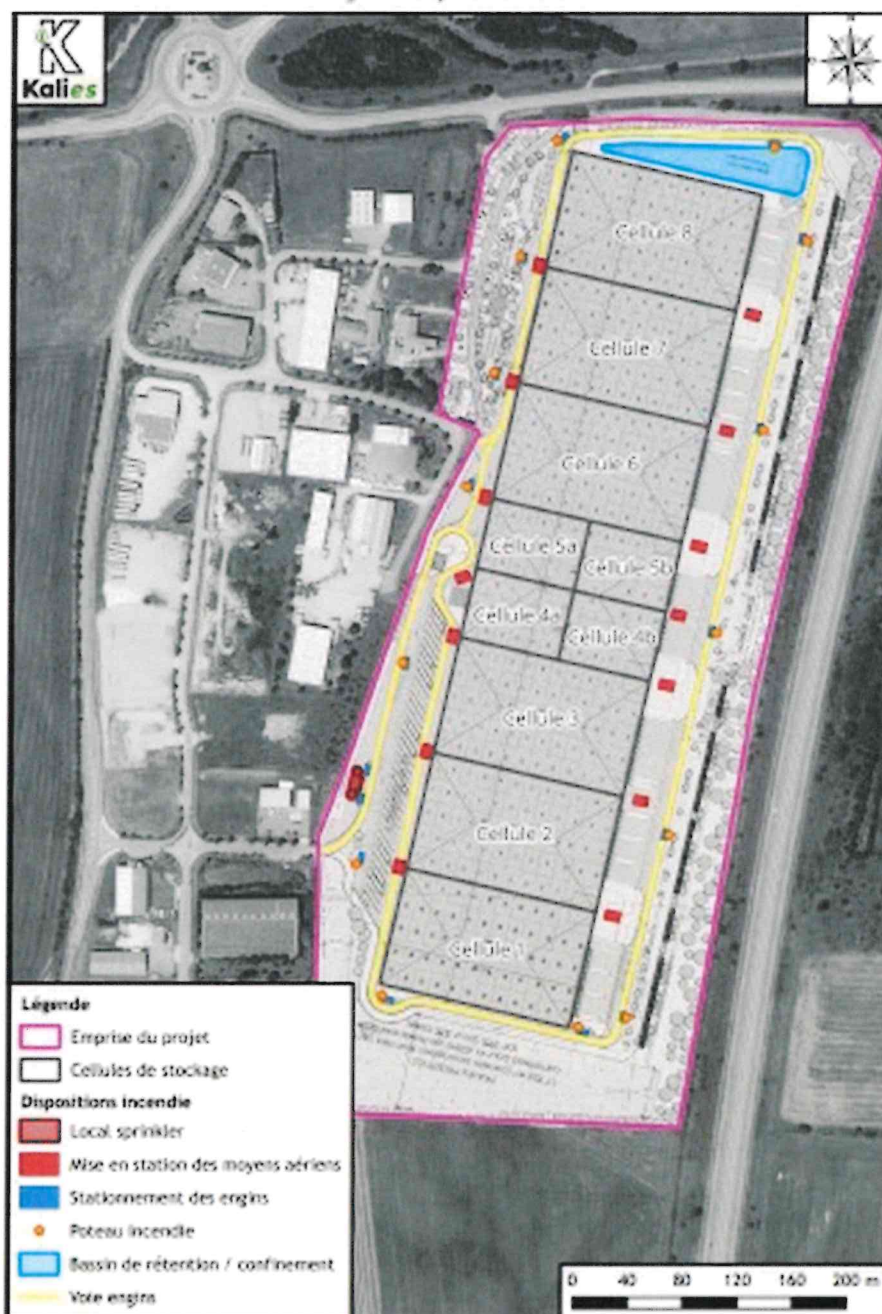 Kalies
Cellule 8
Cellule 7
Cellule 6
Cellule 5a
Cellule 5b
Cellule 4a
Cellule 4b
Cellule 3
Cellule 2
Cellule 1
Légende
Emprise du projet
Cellules de stockage
Dispositions incendie
Local sprinkler
Mise en station des moyens aériens
Stationnement des engins
Poteau incendie
Bassin de rétention / confinement
Voie engins
0 40 80 120 160 200 m